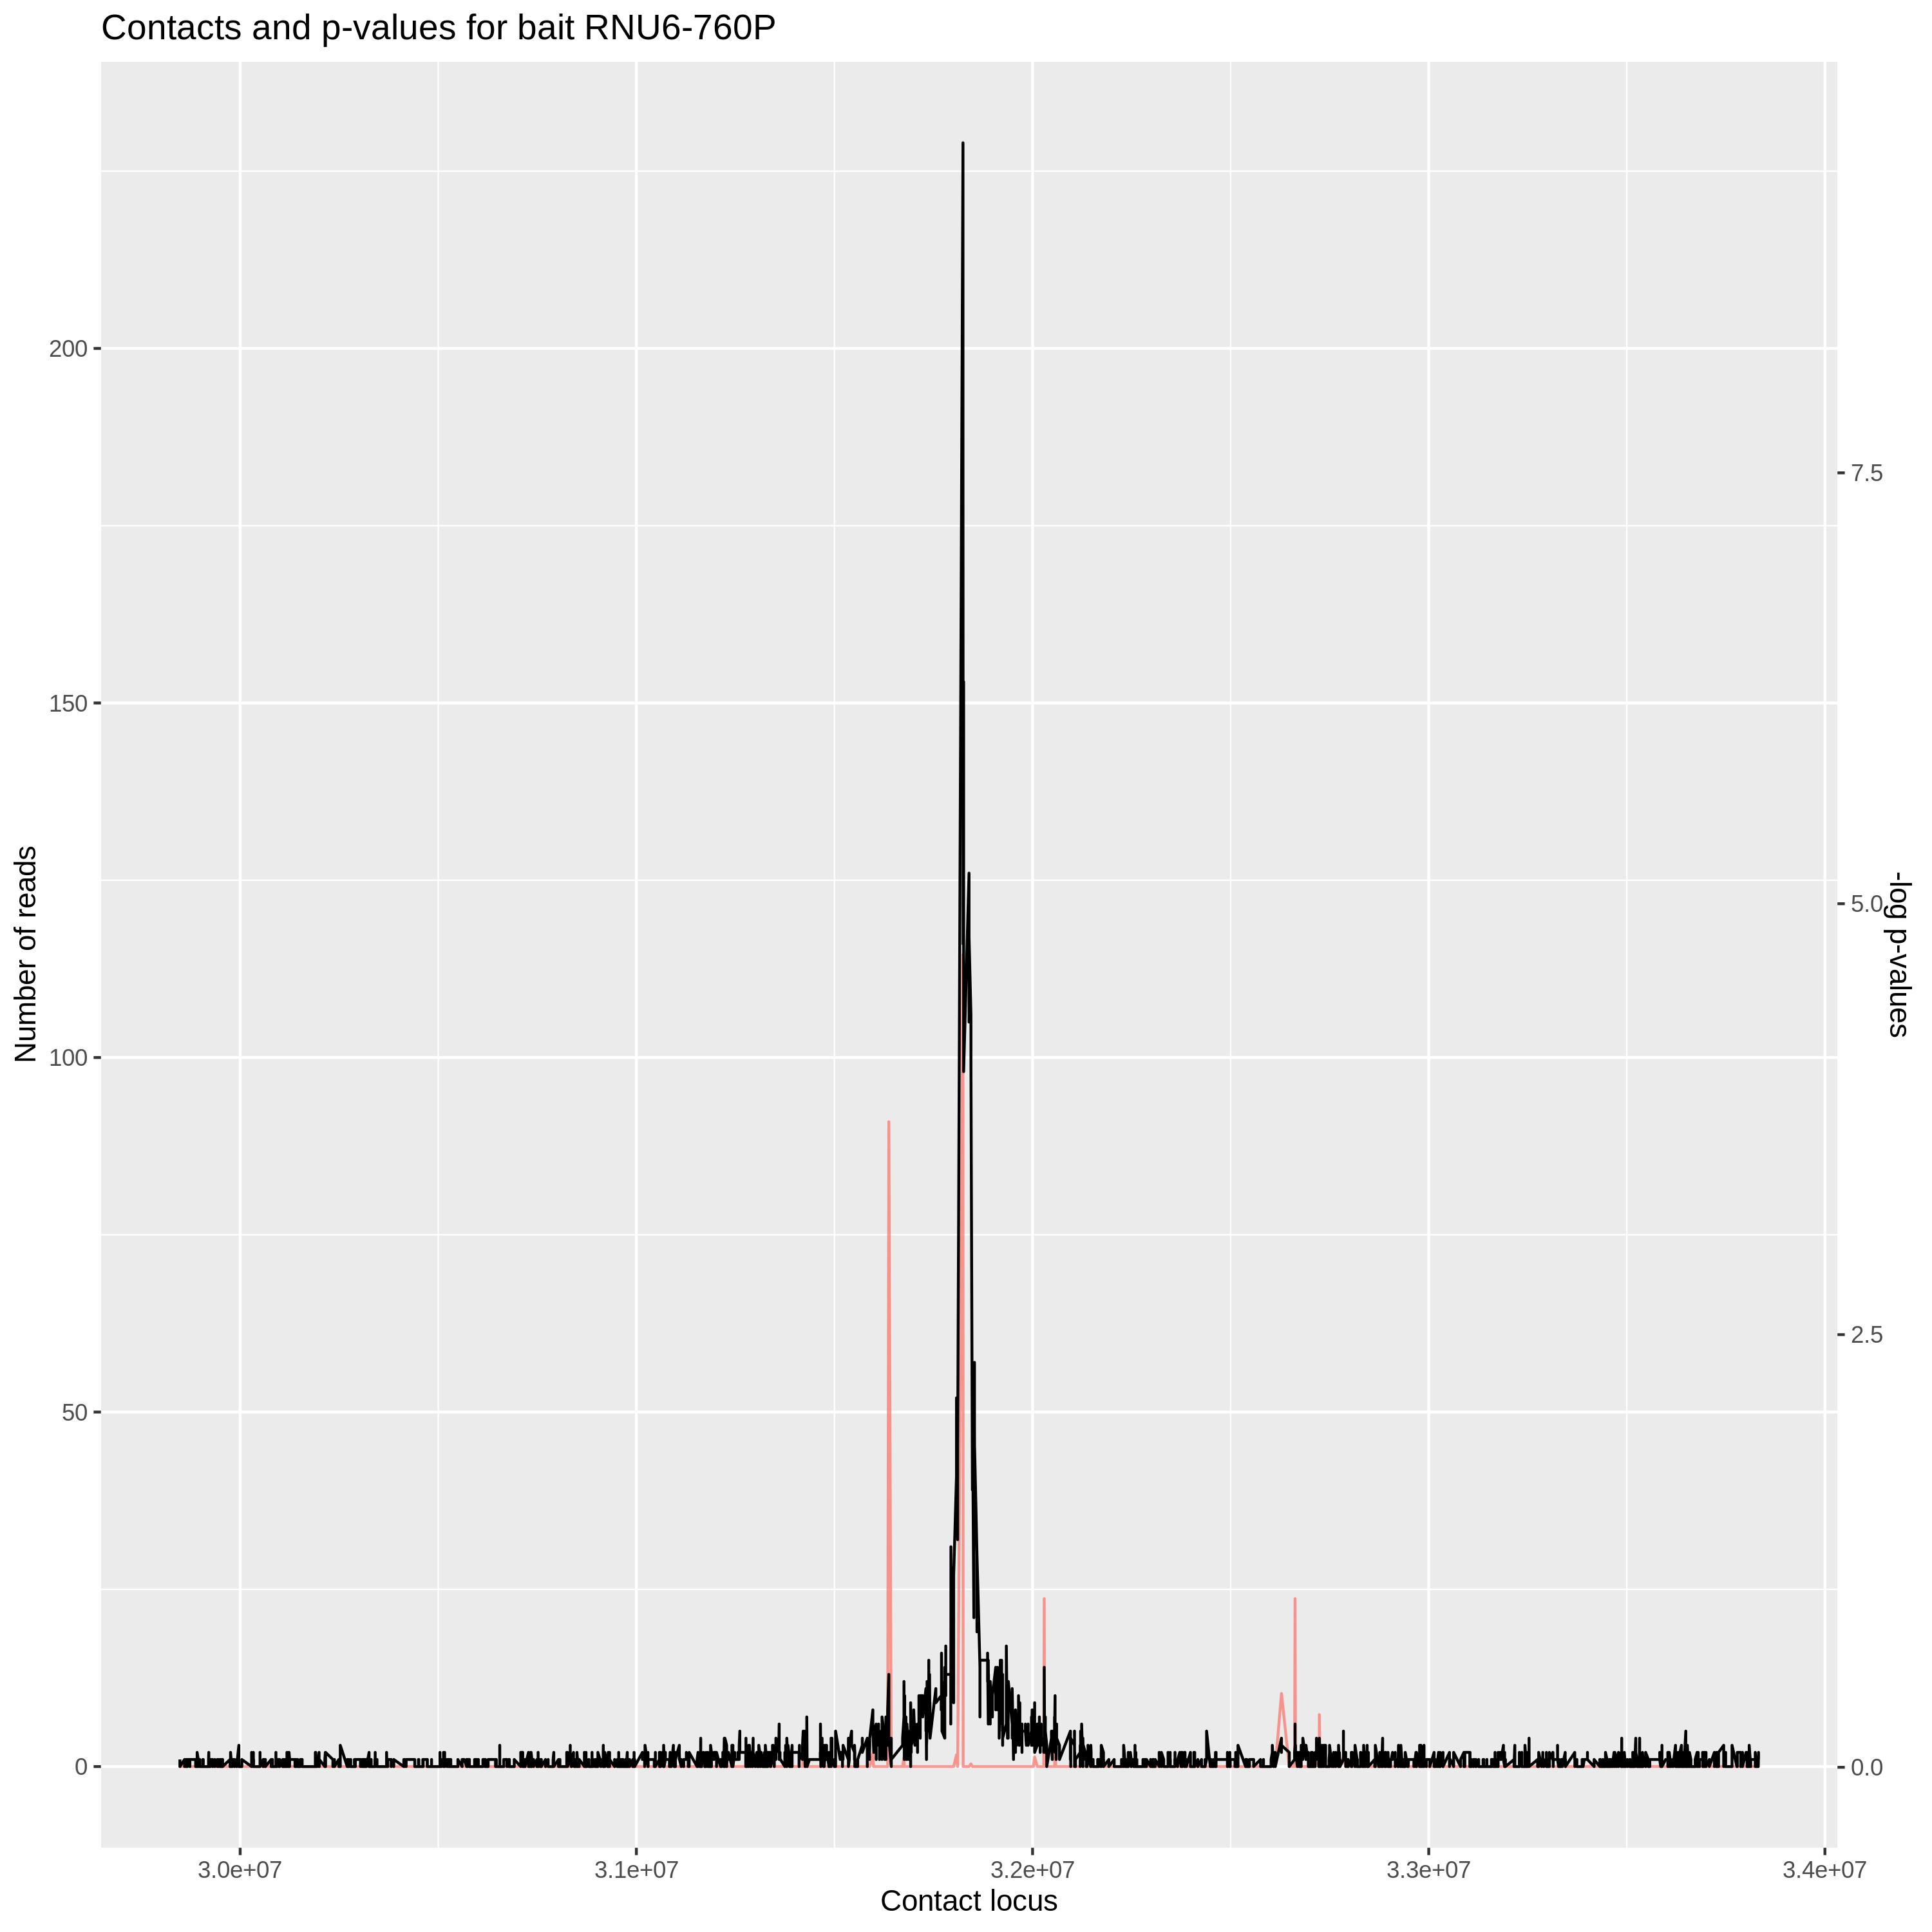 Contacts and p-values for bait RNU6-760P
200
150
100
50
0
Number of reads
7.5
5.0
2.5
0.0
-log p-values
3.0e+07
3.1e+07
3.2e+07
3.3e+07
3.4e+07
Contact locus